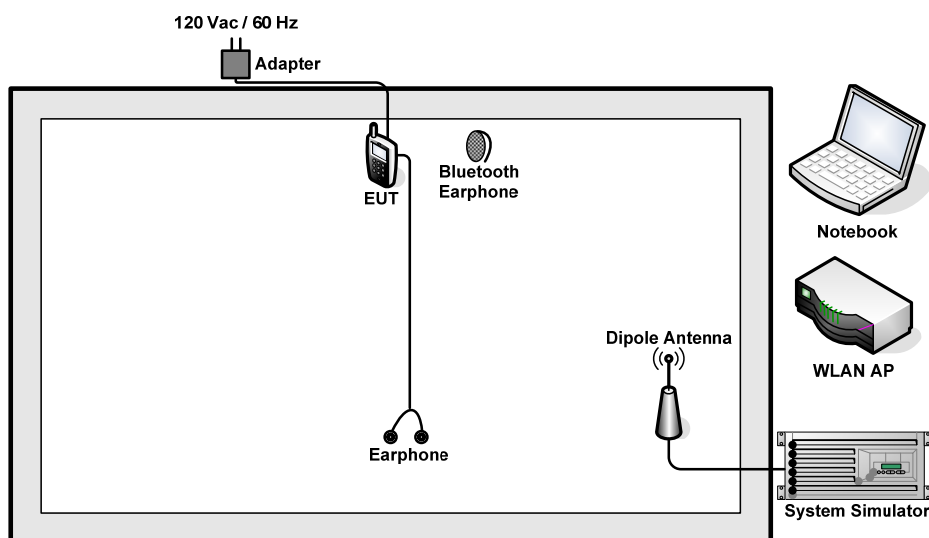 120 Vac / 60 Hz
Adapter
EUT
Bluetooth
Earphone
Notebook
WLAN AP
Dipole Antenna
Earphone
System Simulator